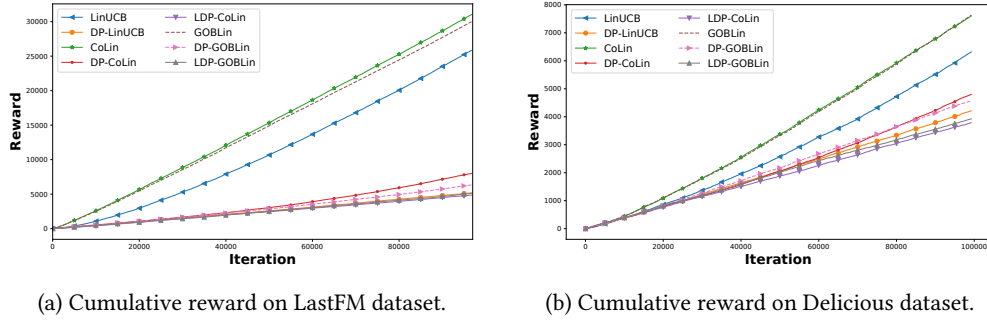 LinUCB
DP-LinUCB
CoLin
DP-CoLin
LDP-CoLin
GOBLin
DP-GOBLin
LDP-GOBLin
30000
25000
20000
15000
10000
5000
0
Reward
0 20000 40000 60000 80000
Iteration
(a) Cumulative reward on LastFM dataset.
LinUCB
DP-LinUCB
CoLin
DP-CoLin
LDP-CoLin
GOBLin
DP-GOBLin
LDP-GOBLin
8000
7000
6000
5000
4000
3000
2000
1000
0
Reward
0 20000 40000 60000 80000 100000
Iteration
(b) Cumulative reward on Delicious dataset.